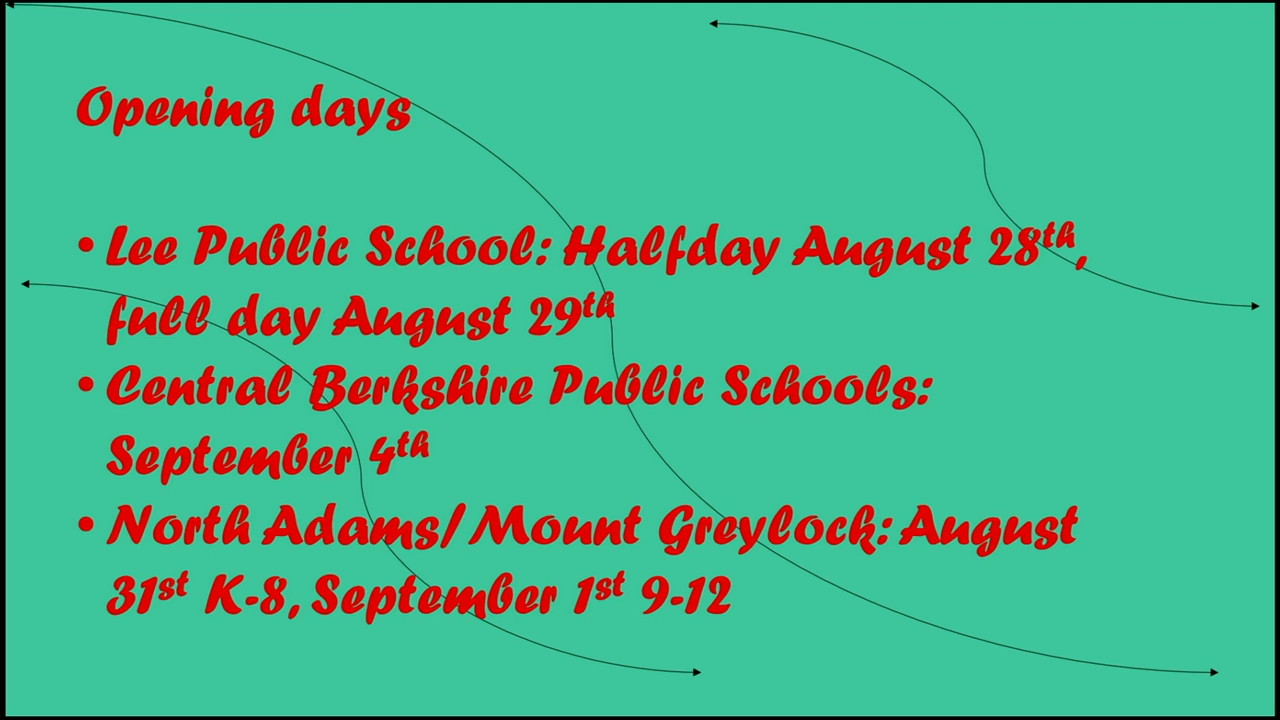 Opening days
• Lee Public School: Halfday August 28th,
full day August 29th
• Central Berkshire Public Schools:
September 4th
• North Adams/Mount Greylock: August
31st K-8, September 1st 9-12